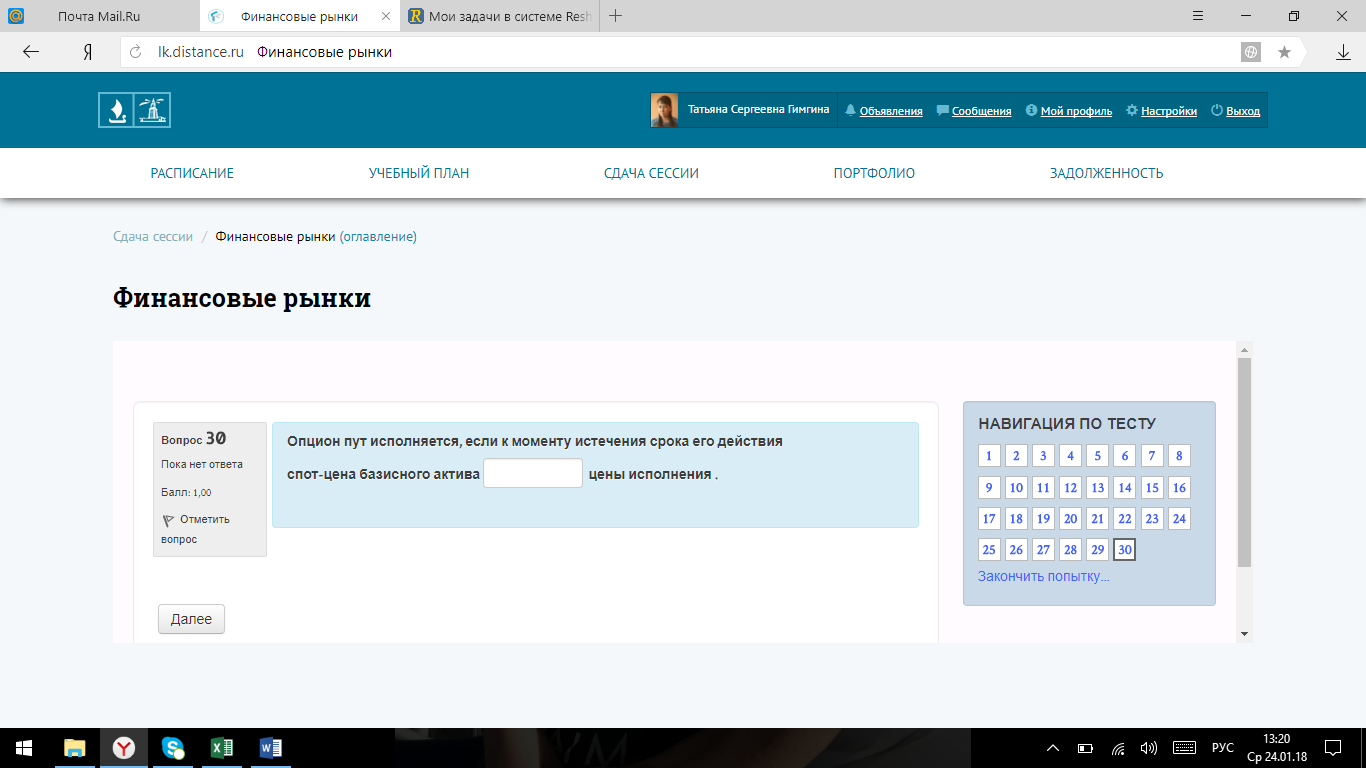 Почта Mail.Ru
Финансовые рынки
Мои задачи в системе Resh
Я
lk.distance.ru Финансовые рынки
Татьяна Сергеевна Гимгина
Объявления
Сообщения
Мой профиль
Настройки
Выход
РАСПИСАНИЕ
УЧЕБНЫЙ ПЛАН
СДАЧА СЕССИИ
ПОРТФОЛИО
ЗАДОЛЖЕННОСТЬ
Сдача сессии / Финансовые рынки (оглавление)
Финансовые рынки
Вопрос 30
Пока нет ответа
Балл: 1,00
Отметить
вопрос
Опцион пут исполняется, если к моменту истечения срока его действия
спот-цена базисного актива цены исполнения .
Далее
НАВИГАЦИЯ ПО ТЕСТУ
1 2 3 4 5 6 7 8
9 10 11 12 13 14 15 16
17 18 19 20 21 22 23 24
25 26 27 28 29 30
Закончить попытку...
РУС
13:20
Ср 24.01.18